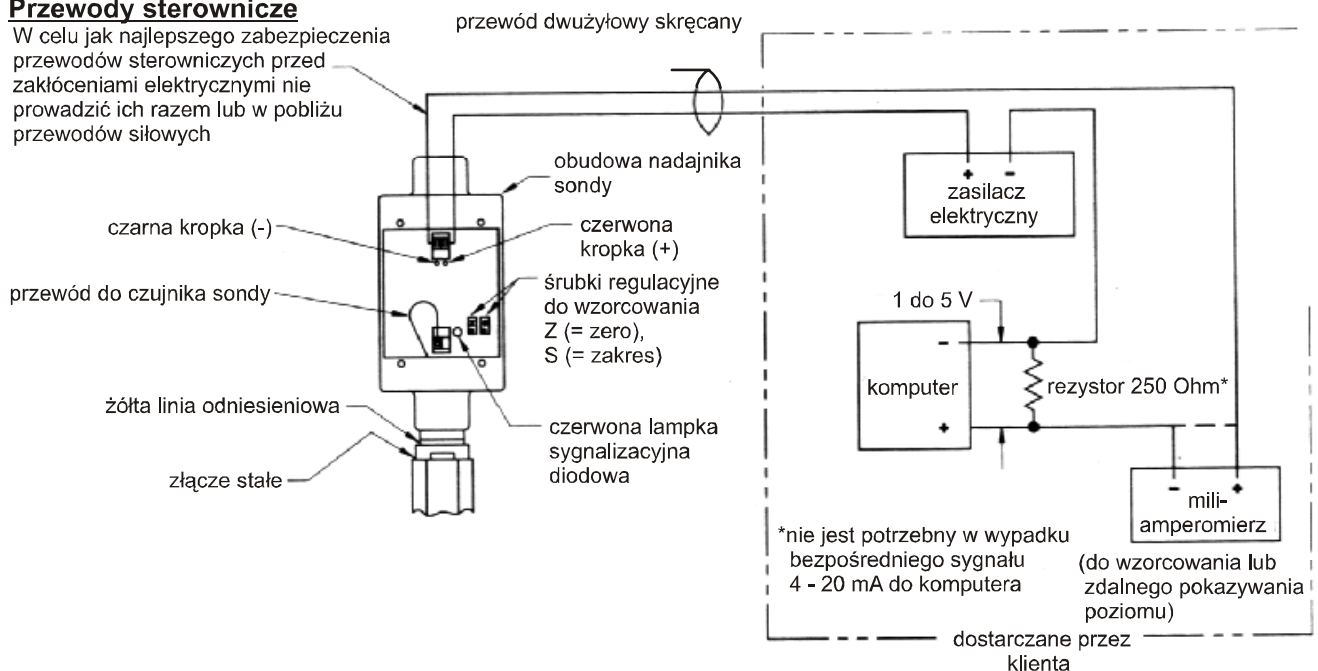 Przewody sterownicze
W celu jak najlepszego zabezpieczenia
przewodów sterowniczych przed
zakłóceniami elektrycznymi nie
prowadzić ich razem lub w pobliżu
przewodów siłowych
przewód dwużyłowy skręcany
obudowa nadajnika
sondy
czarna kropka (-)
czerwona
kropka (+)
przewód do czujnika sondy
śrubki regulacyjne
do wzorcowania
Z (= zero),
S (= zakres)
żółta linia odniesieniowa
czerwona lampka
sygnalizacyjna
diodowa
złącze stałe
+ -
zasilacz
elektryczny
1 do 5 V
-
komputer
+
rezystor 250 Ohm*
- +
mili-
amperomierz
*nie jest potrzebny w wypadku
bezpośredniego sygnału
4 - 20 mA do komputera
(do wzorcowania lub
zdalnego pokazywania
poziomu)
dostarczane przez
klienta